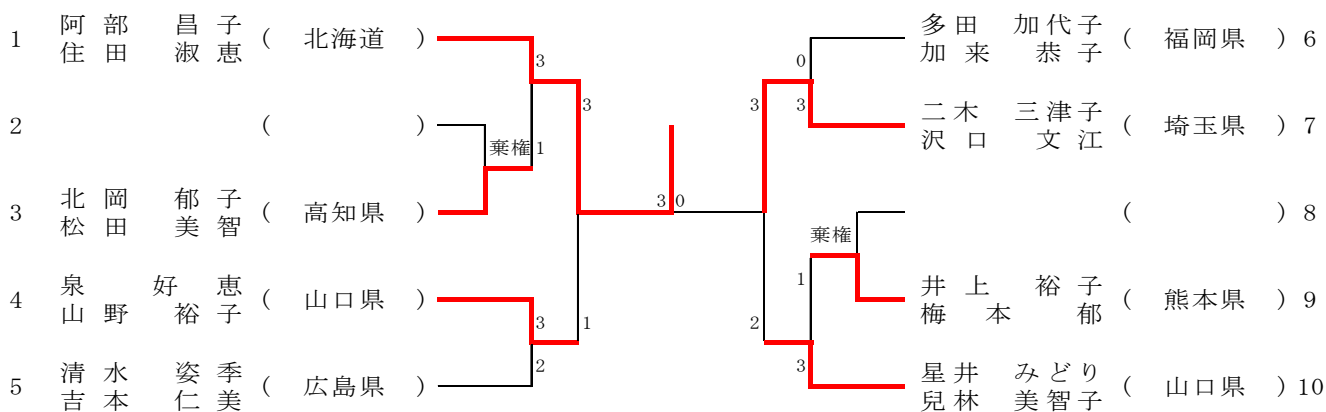 1 阿部 昌子 住田 淑恵 ( 北海道 )
2 ( )
3 北岡 郁子 松田 美智 ( 高知県 )
4 泉 好恵 山野 裕子 ( 山口県 )
5 清水 姿季 吉本 仁美 ( 広島県 )
3
棄権 1
3
3
2
1
3 0
3
2
0
3
棄権
1
3
多田 加代子 加来 恭子 ( 福岡県 ) 6
二木 三津子 沢口 文江 ( 埼玉県 ) 7
( ) 8
井上 裕子 梅本 郁 ( 熊本県 ) 9
星井 みどり 兒林 美智子 ( 山口県 ) 10